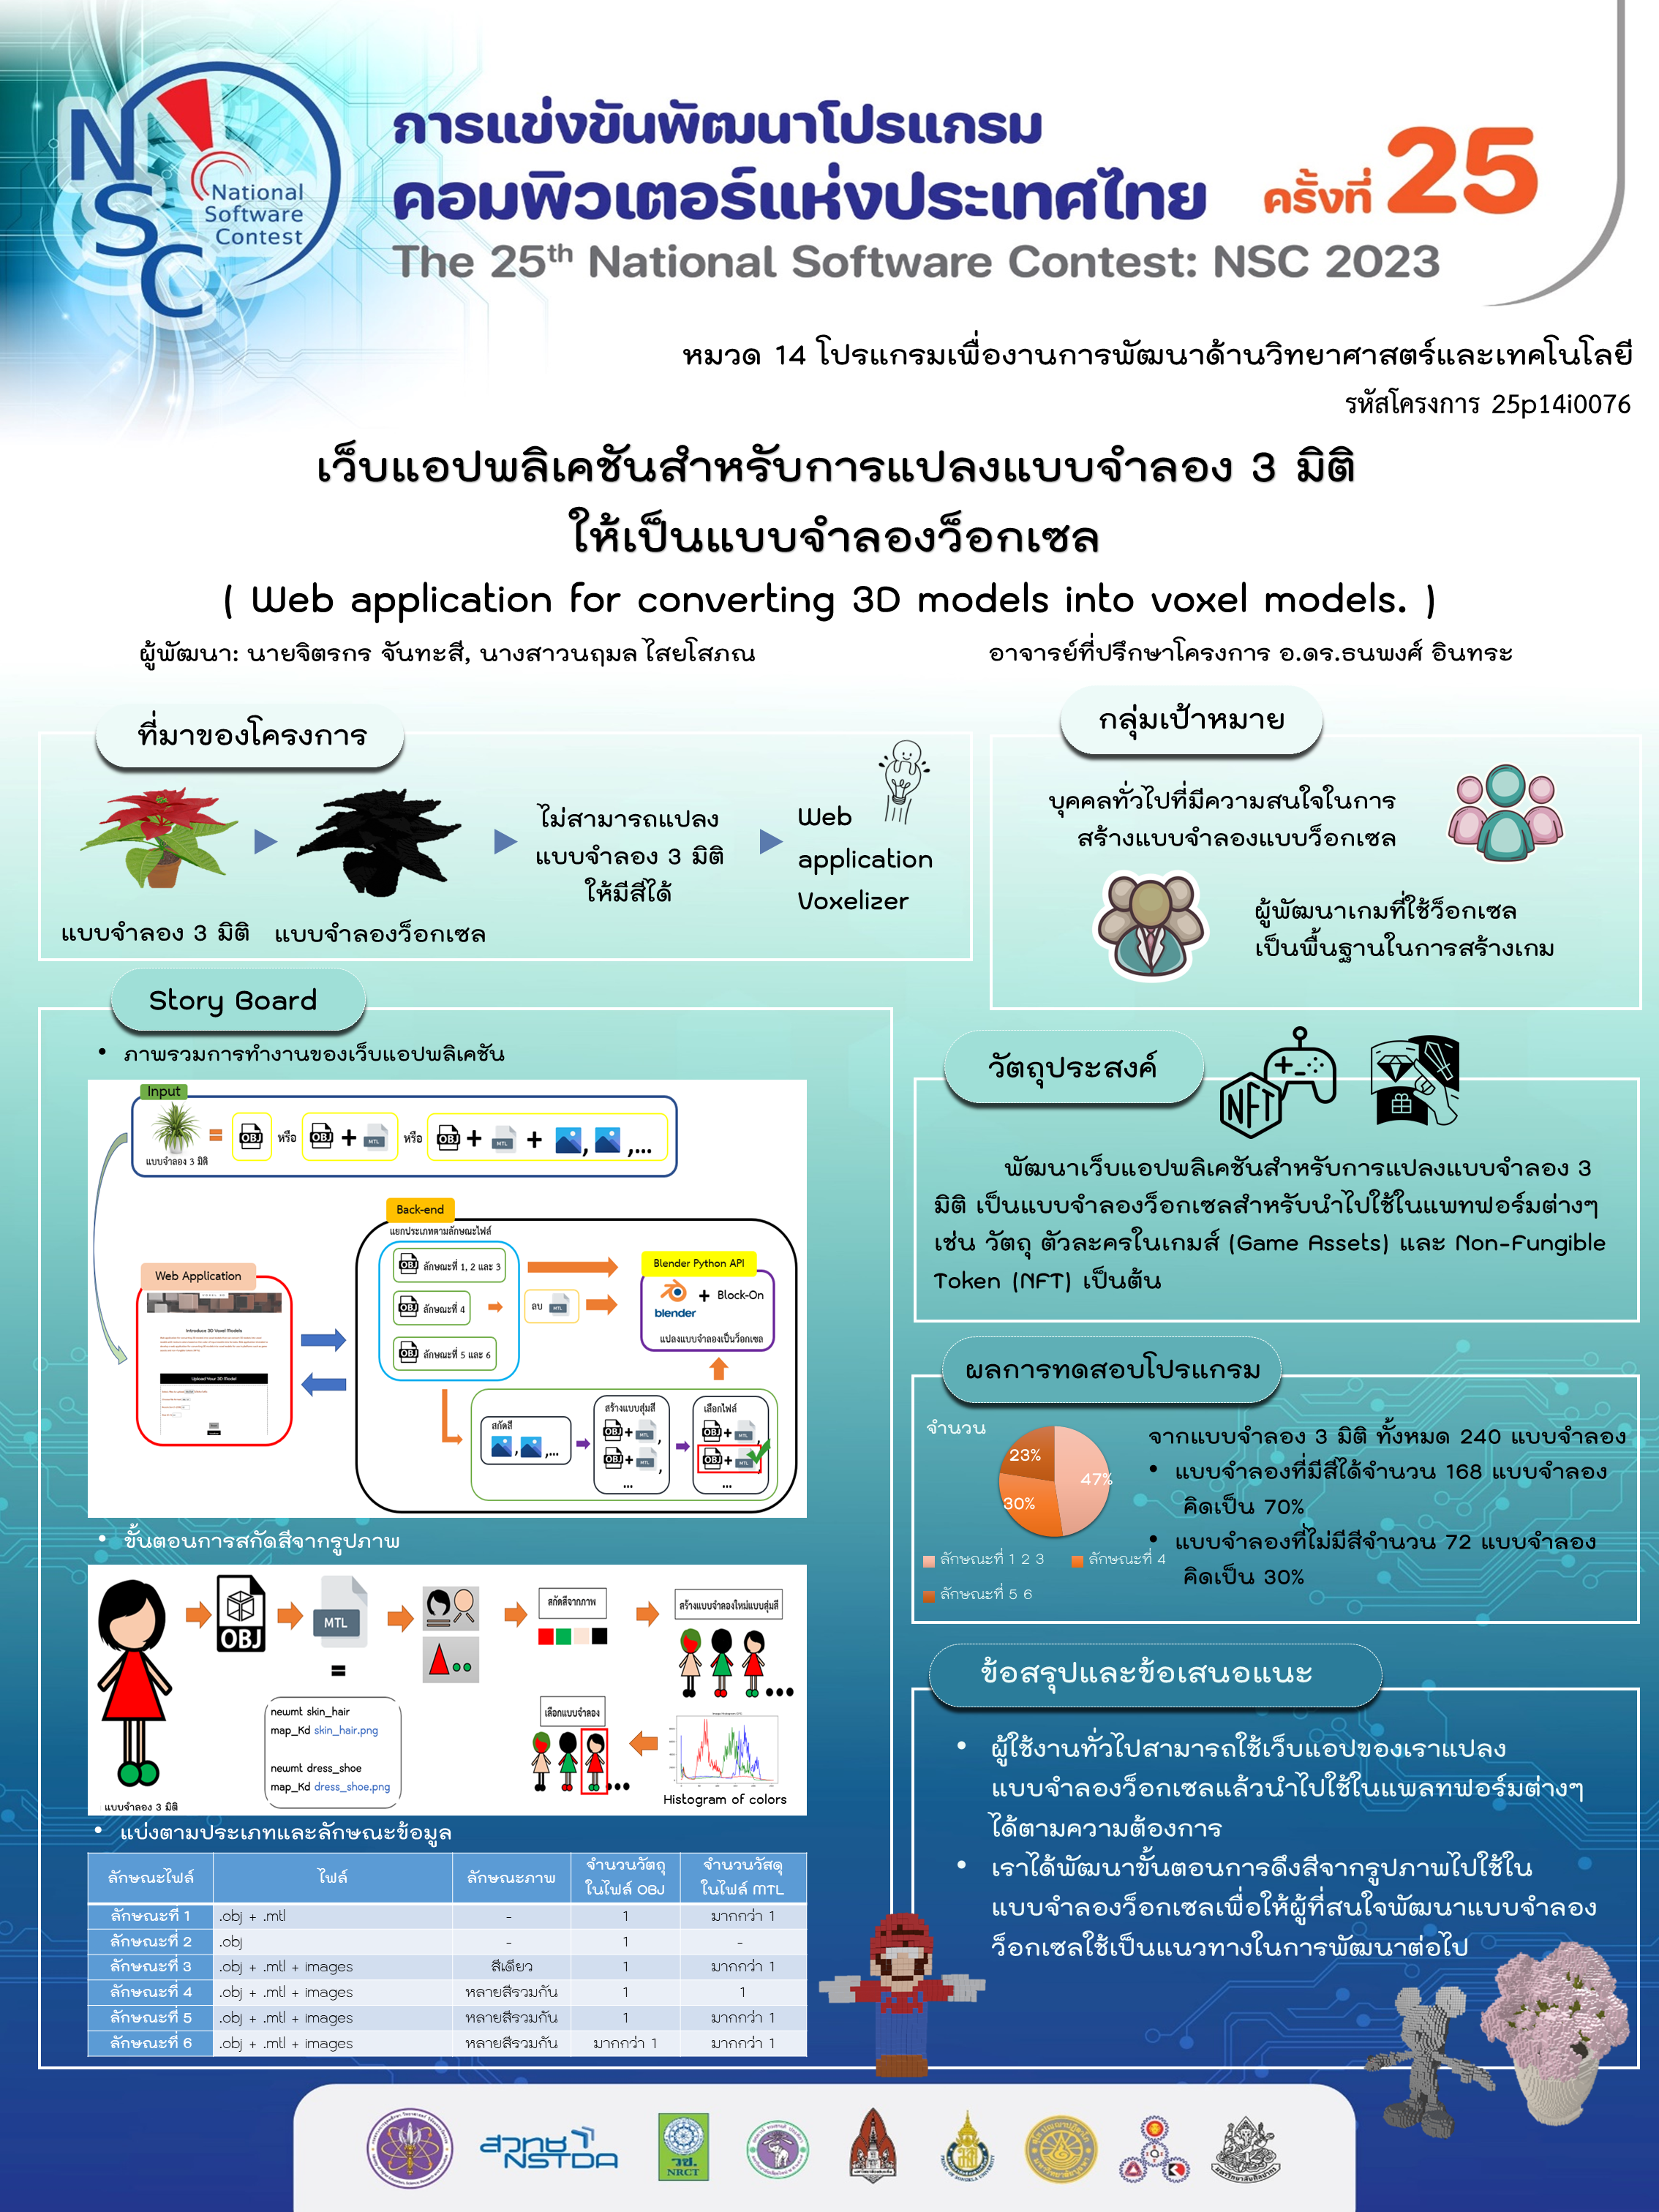 NSC
National
Software
Contest
การแข่งขันพัฒนาโปรแกรม
คอมพิวเตอร์แห่งประเทศไทย ครั้งที่ 25
The 25th National Software Contest: NSC 2023
หมวด 14 โปรแกรมเพื่องานการพัฒนาด้านวิทยาศาสตร์และเทคโนโลยี
รหัสโครงการ 25p14i0076
เว็บแอปพลิเคชันสำหรับการแปลงแบบจำลอง 3 มิติ
ให้เป็นแบบจำลองว็อกเซล
( Web application for converting 3D models into voxel models. )
ผู้พัฒนา: นายจิตรกร จันทะสี, นางสาวนฤมล ไสยโสภณ
อาจารย์ที่ปรึกษาโครงการ อ.ดร.ธนพงศ์ อินทระ
ที่มาของโครงการ
แบบจำลอง 3 มิติ
แบบจำลองว็อกเซล
ไม่สามารถแปลง
แบบจำลอง 3 มิติ
ให้มีสีได้
Web
application
Voxelizer
กลุ่มเป้าหมาย
บุคคลทั่วไปที่มีความสนใจในการ
สร้างแบบจำลองแบบว็อกเซล
ผู้พัฒนาเกมที่ใช้ว็อกเซล
เป็นพื้นฐานในการสร้างเกม
Story Board
• ภาพรวมการทำงานของเว็บแอปพลิเคชัน
Input
แบบจำลอง 3 มิติ
= OBJ หรือ OBJ + MTL หรือ OBJ + MTL + , ,...
Back-end
แยกประเภทตามลักษณะไฟล์
OBJ ลักษณะที่ 1, 2 และ 3
OBJ ลักษณะที่ 4
ลบ MTL
OBJ ลักษณะที่ 5 และ 6
Blender Python API
blender + Block-On
แปลงแบบจำลองเป็นว็อกเซล
Web Application
Introduce 3D Voxel Models
Upload Your 3D Model
สกัดสี
, ,...
สร้างแบบสุ่มสี
OBJ + MTL ,
OBJ + MTL ,
...
เลือกไฟล์
OBJ + MTL ,
OBJ + MTL ,
...
• ขั้นตอนการสกัดสีจากรูปภาพ
แบบจำลอง 3 มิติ
OBJ
MTL
=
newmt skin_hair
map_Kd skin_hair.png
newmt dress_shoe
map_Kd dress_shoe.png
สกัดสีจากภาพ
สร้างแบบจำลองใหม่แบบสุ่มสี
เลือกแบบจำลอง
Histogram of colors
• แบ่งตามประเภทและลักษณะข้อมูล
ลักษณะไฟล์ ไฟล์ ลักษณะภาพ จำนวนวัตถุในไฟล์ OBJ จำนวนวัสดุในไฟล์ MTL
ลักษณะที่ 1 .obj + .mtl - 1 มากกว่า 1
ลักษณะที่ 2 .obj - 1 -
ลักษณะที่ 3 .obj + .mtl + images สีเดียว 1 มากกว่า 1
ลักษณะที่ 4 .obj + .mtl + images หลายสีรวมกัน 1 1
ลักษณะที่ 5 .obj + .mtl + images หลายสีรวมกัน 1 มากกว่า 1
ลักษณะที่ 6 .obj + .mtl + images หลายสีรวมกัน มากกว่า 1 มากกว่า 1
วัตถุประสงค์
NFT
พัฒนาเว็บแอปพลิเคชันสำหรับการแปลงแบบจำลอง 3
มิติ เป็นแบบจำลองว็อกเซลสำหรับนำไปใช้ในแพทฟอร์มต่างๆ
เช่น วัตถุ ตัวละครในเกมส์ (Game Assets) และ Non-Fungible
Token (NFT) เป็นต้น
ผลการทดสอบโปรแกรม
จำนวน
23%
47%
30%
ลักษณะที่ 1 2 3
ลักษณะที่ 4
ลักษณะที่ 5 6
จากแบบจำลอง 3 มิติ ทั้งหมด 240 แบบจำลอง
• แบบจำลองที่มีสีได้จำนวน 168 แบบจำลอง
คิดเป็น 70%
• แบบจำลองที่ไม่มีสีจำนวน 72 แบบจำลอง
คิดเป็น 30%
ข้อสรุปและข้อเสนอแนะ
• ผู้ใช้งานทั่วไปสามารถใช้เว็บแอปของเราแปลง
แบบจำลองว็อกเซลแล้วนำไปใช้ในแพลทฟอร์มต่างๆ
ได้ตามความต้องการ
• เราได้พัฒนาขั้นตอนการดึงสีจากรูปภาพไปใช้ใน
แบบจำลองว็อกเซลเพื่อให้ผู้ที่สนใจพัฒนาแบบจำลอง
ว็อกเซลใช้เป็นแนวทางในการพัฒนาต่อไป
สวทช
NSTDA
วช.
NRCT